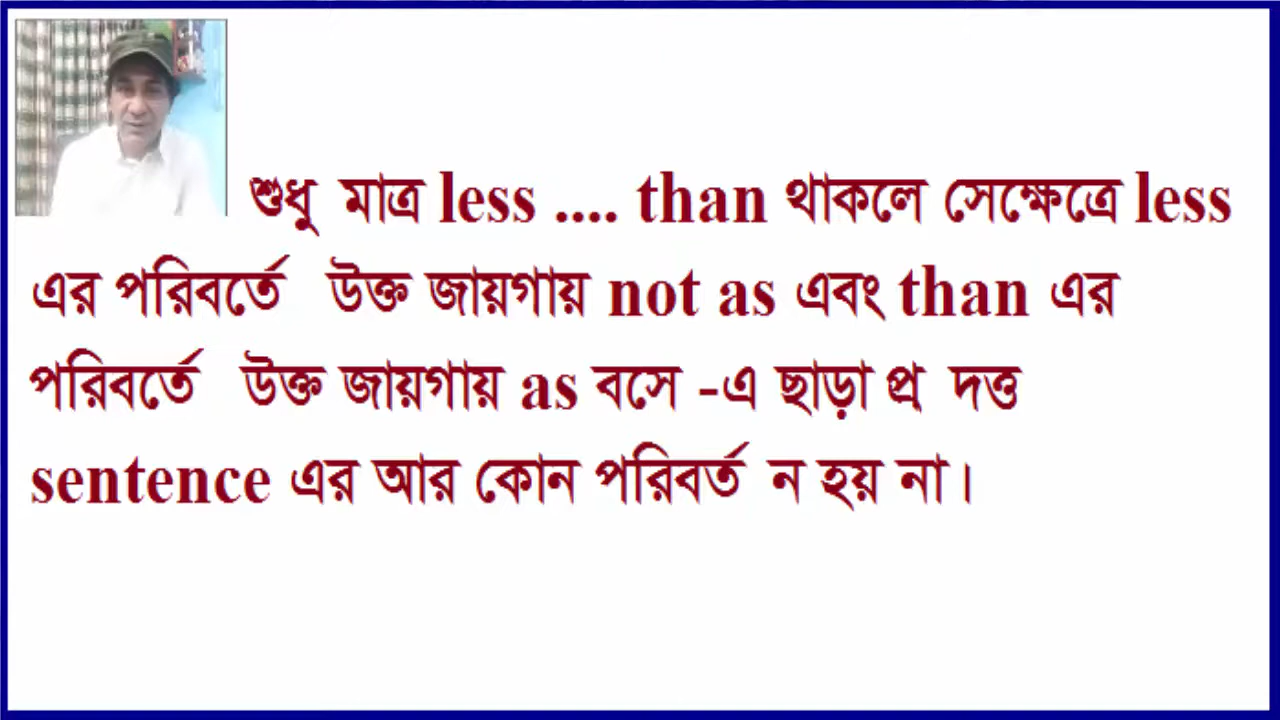 শুধু মাত্র less .... than থাকলে সেক্ষেত্রে less
এর পরিবর্তে উক্ত জায়গায় not as এবং than এর
পরিবর্তে উক্ত জায়গায় as বসে -এ ছাড়া প্র দত্ত
sentence এর আর কোন পরিবর্ত ন হয় না।